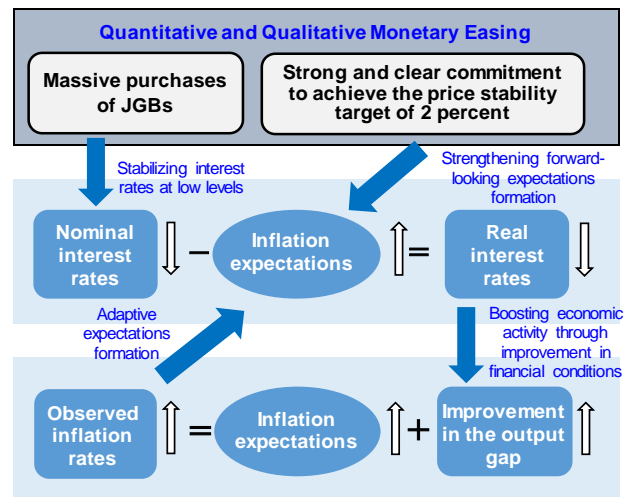 Quantitative and Qualitative Monetary Easing
Massive purchases
of JGBs
Strong and clear commitment
to achieve the price stability
target of 2 percent
Stabilizing interest
rates at low levels
Strengthening forward-
looking expectations
formation
Nominal
interest
rates
−
Inflation
expectations
=
Real
interest
rates
Adaptive
expectations
formation
Boosting economic
activity through
improvement in
financial conditions
Observed
inflation
rates
=
Inflation
expectations
+
Improvement
in the output
gap